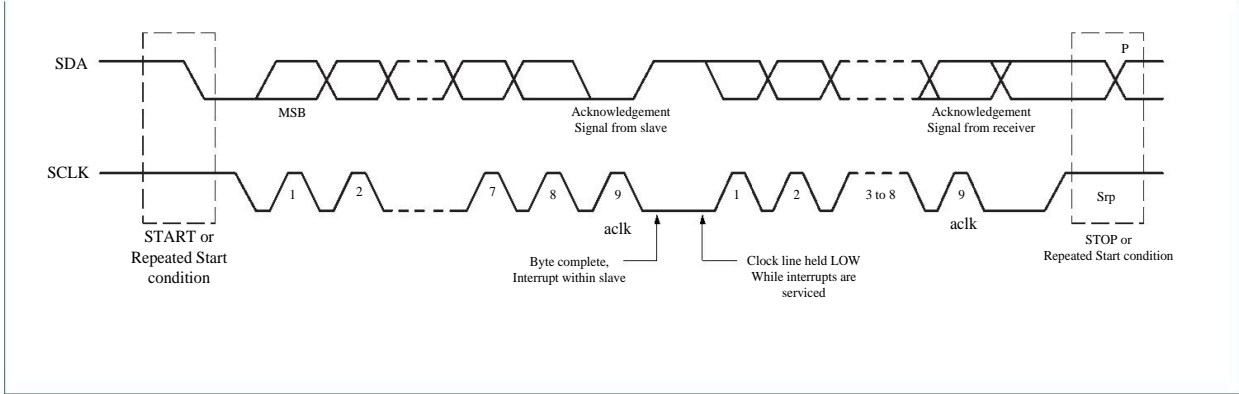 P
SDA
MSB
Acknowledgement
Signal from slave
Acknowledgement
Signal from receiver
SCLK
1
2
7
8
9
1
2
3 to 8
9
Srp
aclk
aclk
START or
Repeated Start
condition
STOP or
Repeated Start condition
Byte complete,
Interrupt within slave
Clock line held LOW
While interrupts are
serviced